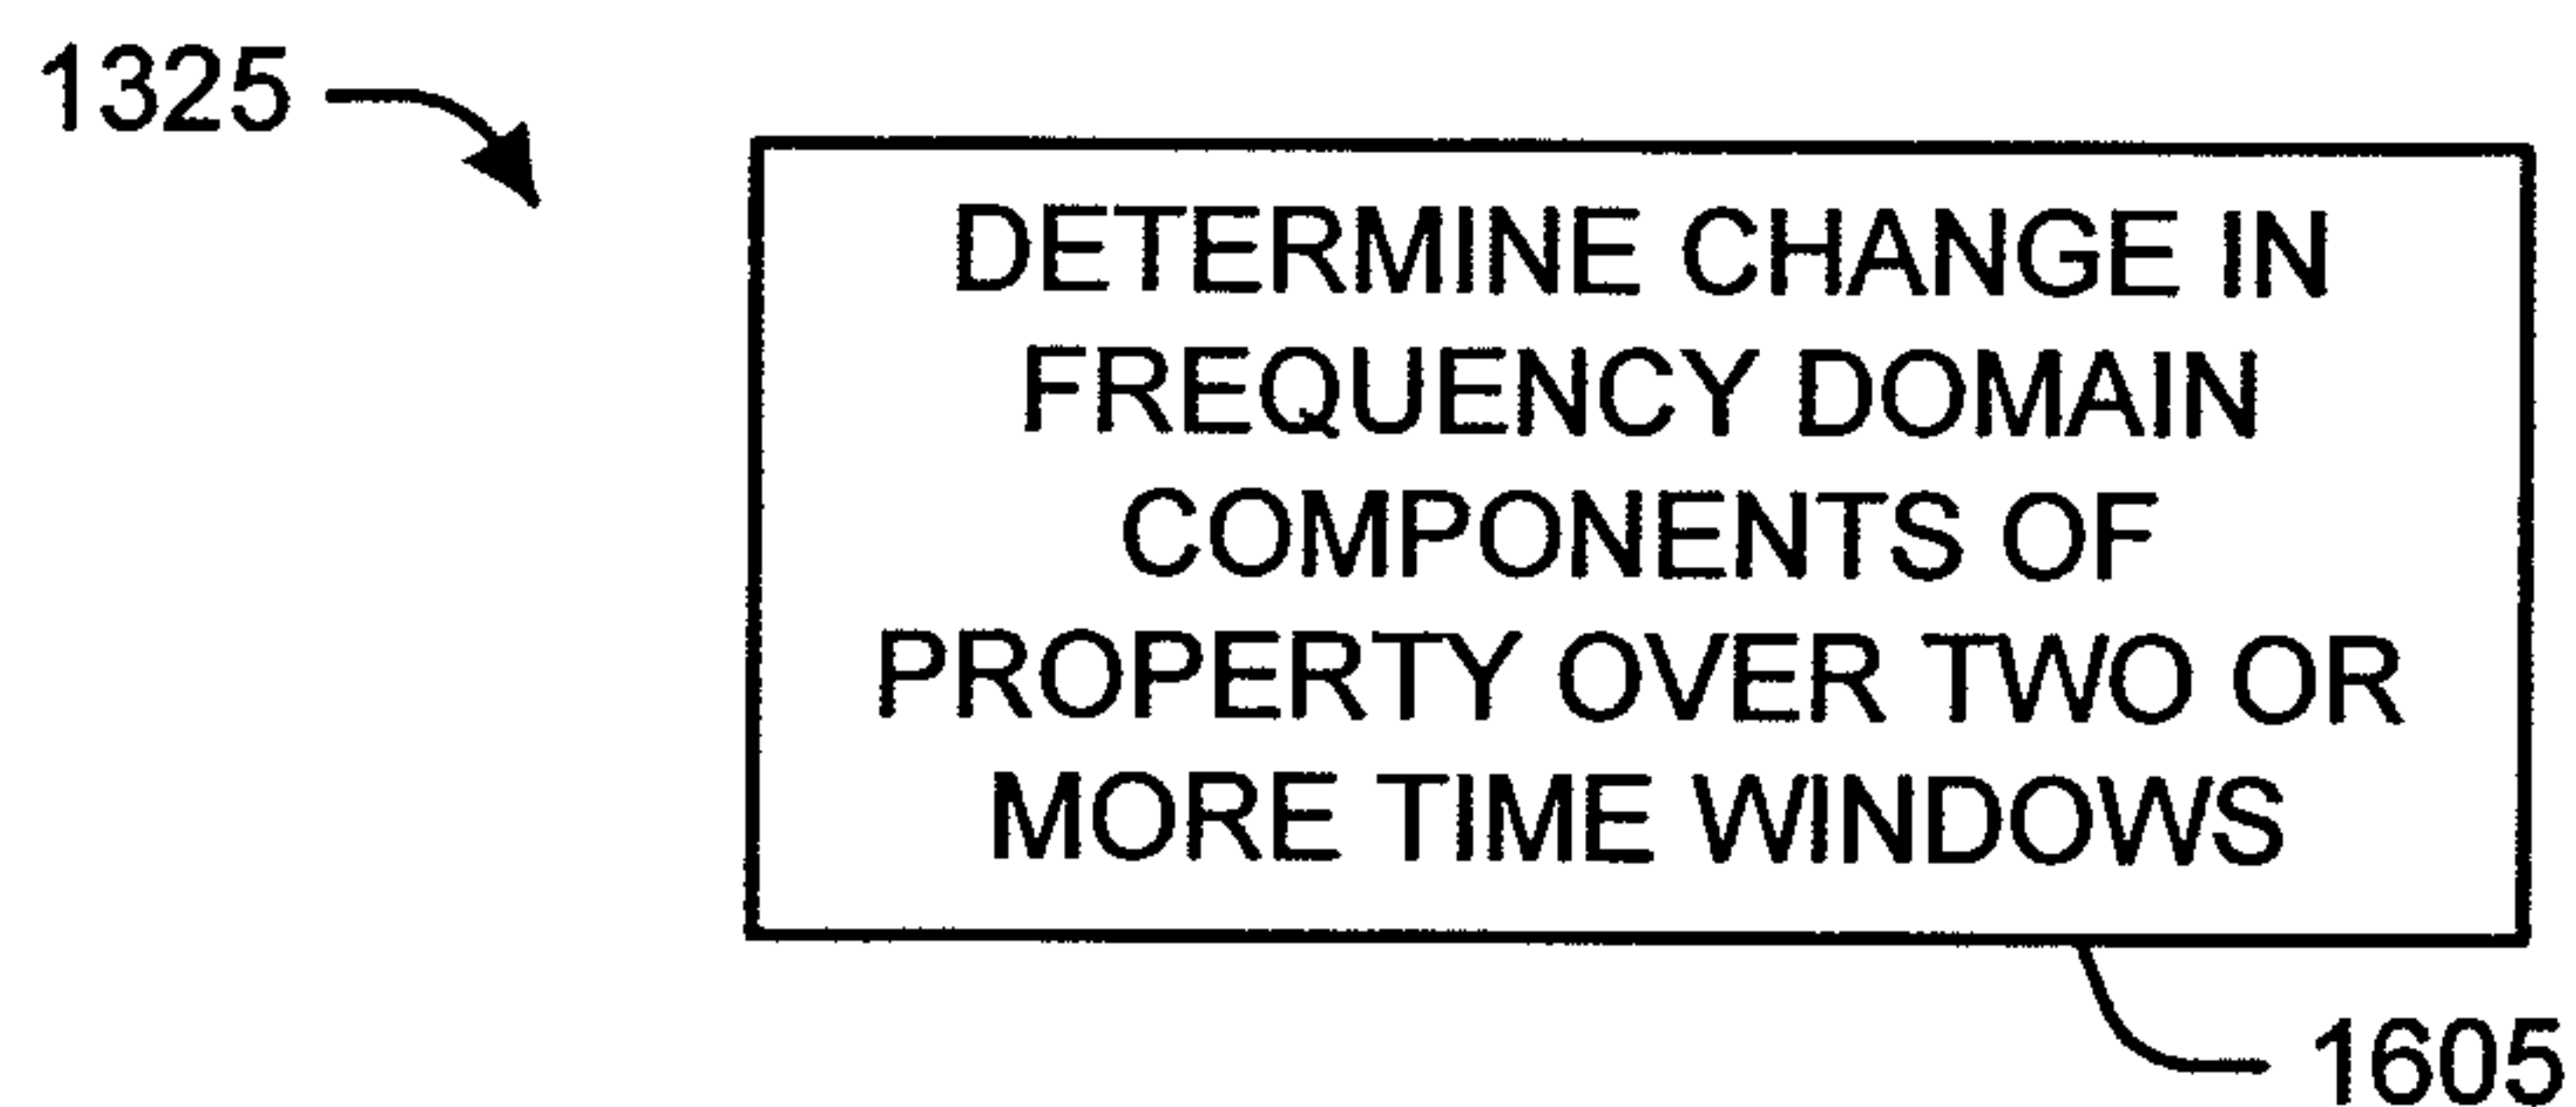 1325
DETERMINE CHANGE IN
FREQUENCY DOMAIN
COMPONENTS OF
PROPERTY OVER TWO OR
MORE TIME WINDOWS
1605